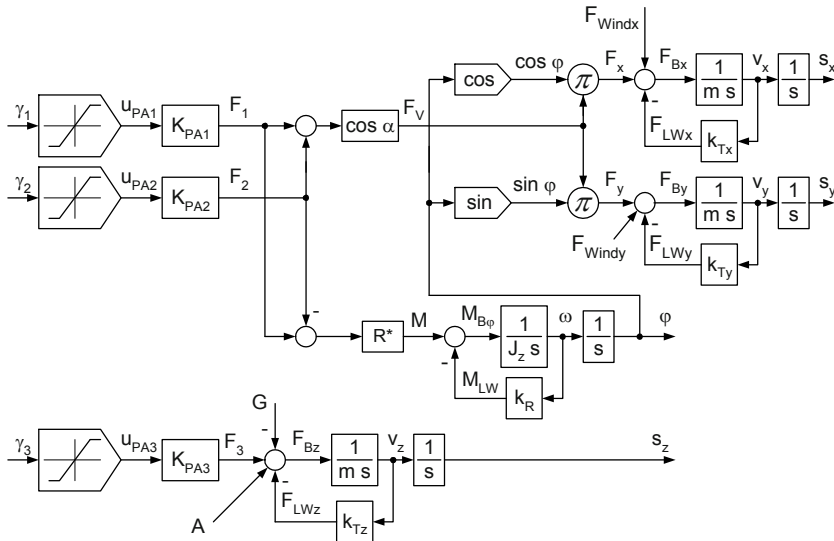 F_Windx
cos
cos φ
π
F_x
F_Bx
1
m s
v_x
1
s
s_x
-
F_LWx
k_Tx
γ_1
u_PA1
K_PA1
F_1
cos α
F_V
γ_2
u_PA2
K_PA2
F_2
sin
sin φ
π
F_y
F_By
1
m s
v_y
1
s
s_y
F_Windy
-
F_LWy
k_Ty
-
R*
M
M_Bφ
1
J_z s
ω
1
s
φ
-
M_LW
k_R
G
-
γ_3
u_PA3
K_PA3
F_3
F_Bz
1
m s
v_z
1
s
s_z
A
-
F_LWz
k_Tz